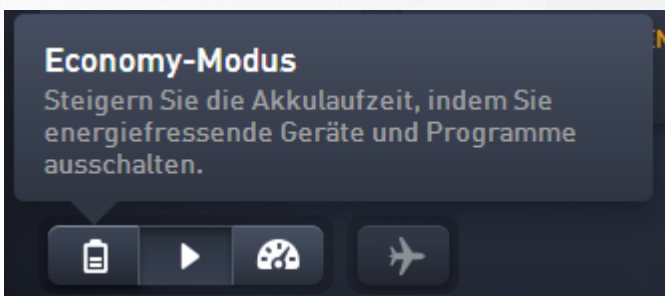 Economy-Modus
Steigern Sie die Akkulaufzeit, indem Sie
energiefressende Geräte und Programme
ausschalten.